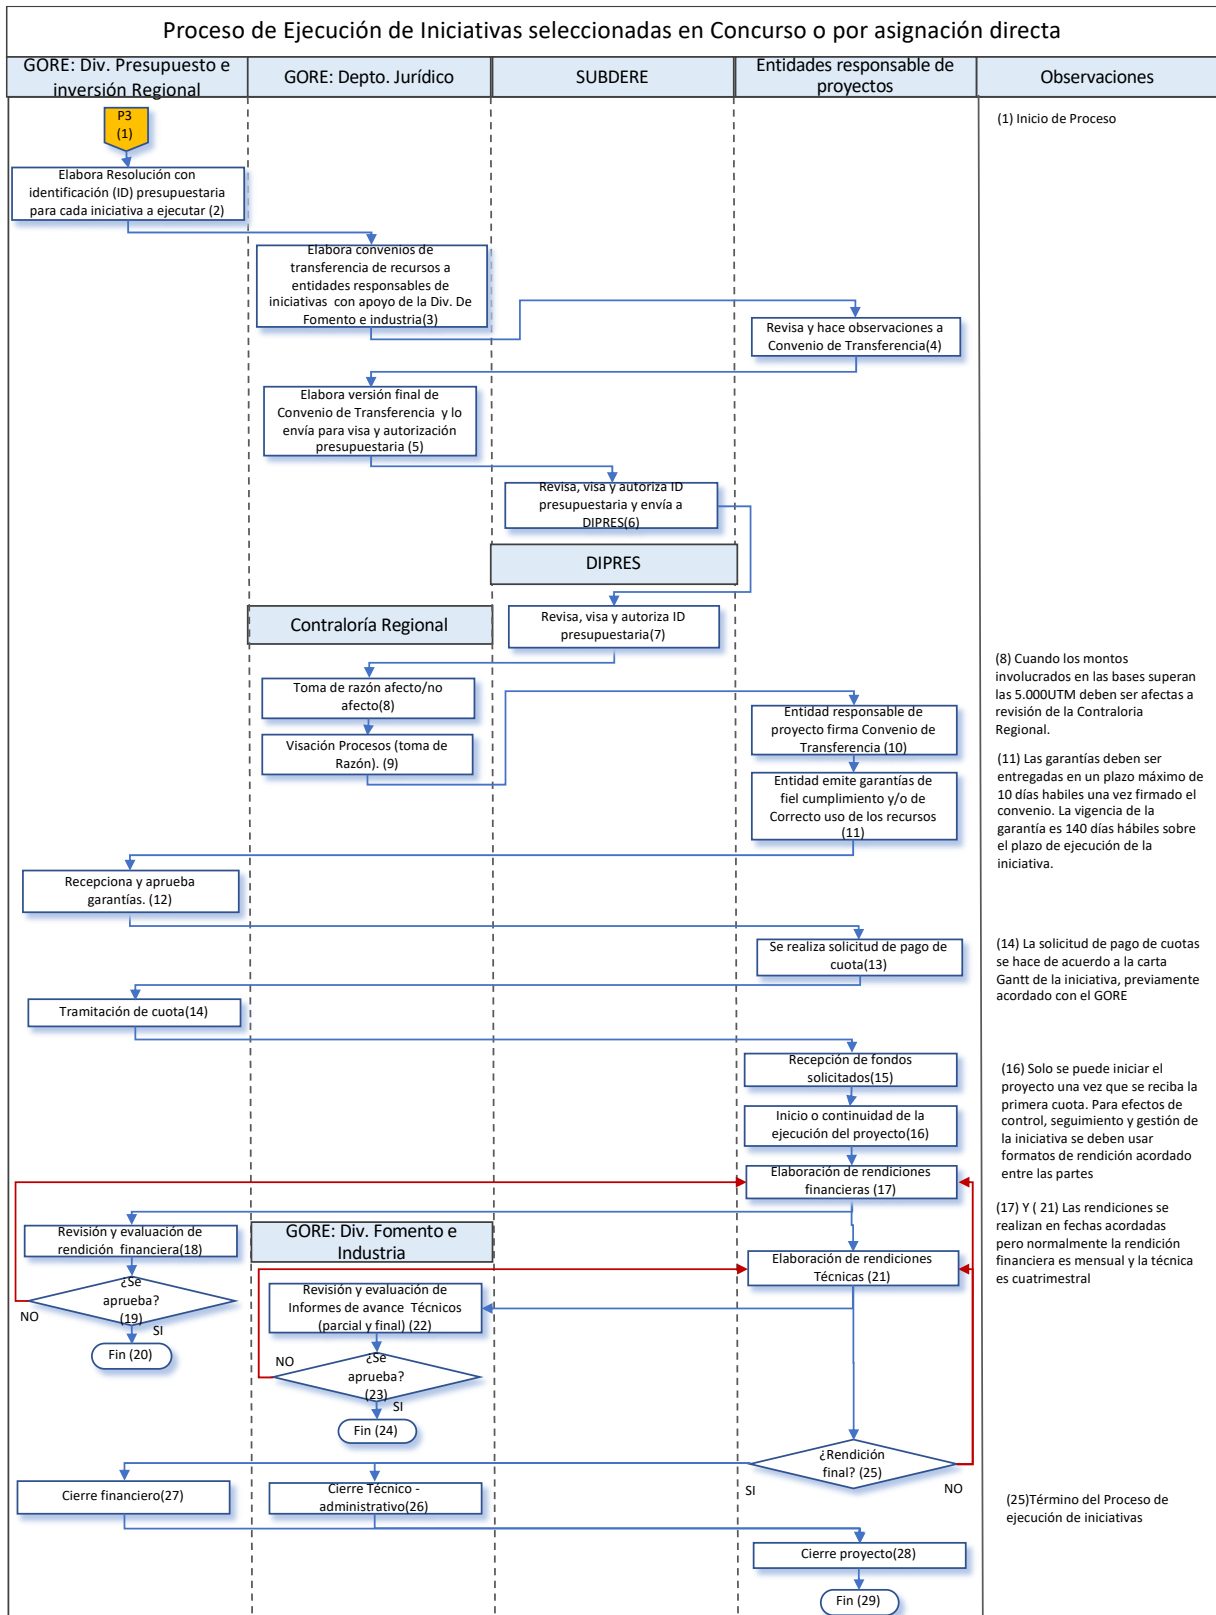 Proceso de Ejecución de Iniciativas seleccionadas en Concurso o por asignación directa
GORE: Div. Presupuesto e
inversión Regional
GORE: Depto. Jurídico
SUBDERE
Entidades responsable de
proyectos
Observaciones
P3
(1)
(1) Inicio de Proceso
Elabora Resolución con
identificación (ID) presupuestaria
para cada iniciativa a ejecutar (2)
Elabora convenios de
transferencia de recursos a
entidades responsables de
iniciativas con apoyo de la Div. De
Fomento e industria(3)
Revisa y hace observaciones a
Convenio de Transferencia(4)
Elabora versión final de
Convenio de Transferencia y lo
envía para visa y autorización
presupuestaria (5)
Revisa, visa y autoriza ID
presupuestaria y envía a
DIPRES(6)
DIPRES
Contraloría Regional
Revisa, visa y autoriza ID
presupuestaria(7)
Toma de razón afecto/no
afecto(8)
Visación Procesos (toma de
Razón). (9)
(8) Cuando los montos
involucrados en las bases superan
las 5.000UTM deben ser afectas a
revisión de la Contraloria
Regional.
Entidad responsable de
proyecto firma Convenio de
Transferencia (10)
Entidad emite garantías de
fiel cumplimiento y/o de
Correcto uso de los recursos
(11)
(11) Las garantías deben ser
entregadas en un plazo máximo de
10 días habiles una vez firmado el
convenio. La vigencia de la
garantía es 140 días hábiles sobre
el plazo de ejecución de la
iniciativa.
Recepciona y aprueba
garantías. (12)
Se realiza solicitud de pago de
cuota(13)
(14) La solicitud de pago de cuotas
se hace de acuerdo a la carta
Gantt de la iniciativa, previamente
acordado con el GORE
Tramitación de cuota(14)
Recepción de fondos
solicitados(15)
Inicio o continuidad de la
ejecución del proyecto(16)
(16) Solo se puede iniciar el
proyecto una vez que se reciba la
primera cuota. Para efectos de
control, seguimiento y gestión de
la iniciativa se deben usar
formatos de rendición acordado
entre las partes
Elaboración de rendiciones
financieras (17)
(17) Y ( 21) Las rendiciones se
realizan en fechas acordadas
pero normalmente la rendición
financiera es mensual y la técnica
es cuatrimestral
Revisión y evaluación de
rendición financiera(18)
GORE: Div. Fomento e
Industria
Elaboración de rendiciones
Técnicas (21)
¿Se
aprueba?
(19)
NO
SI
Fin (20)
Revisión y evaluación de
Informes de avance Técnicos
(parcial y final) (22)
¿Se
aprueba?
(23)
NO
SI
Fin (24)
¿Rendición
final? (25)
SI
NO
Cierre financiero(27)
Cierre Técnico -
administrativo(26)
(25)Término del Proceso de
ejecución de iniciativas
Cierre proyecto(28)
Fin (29)